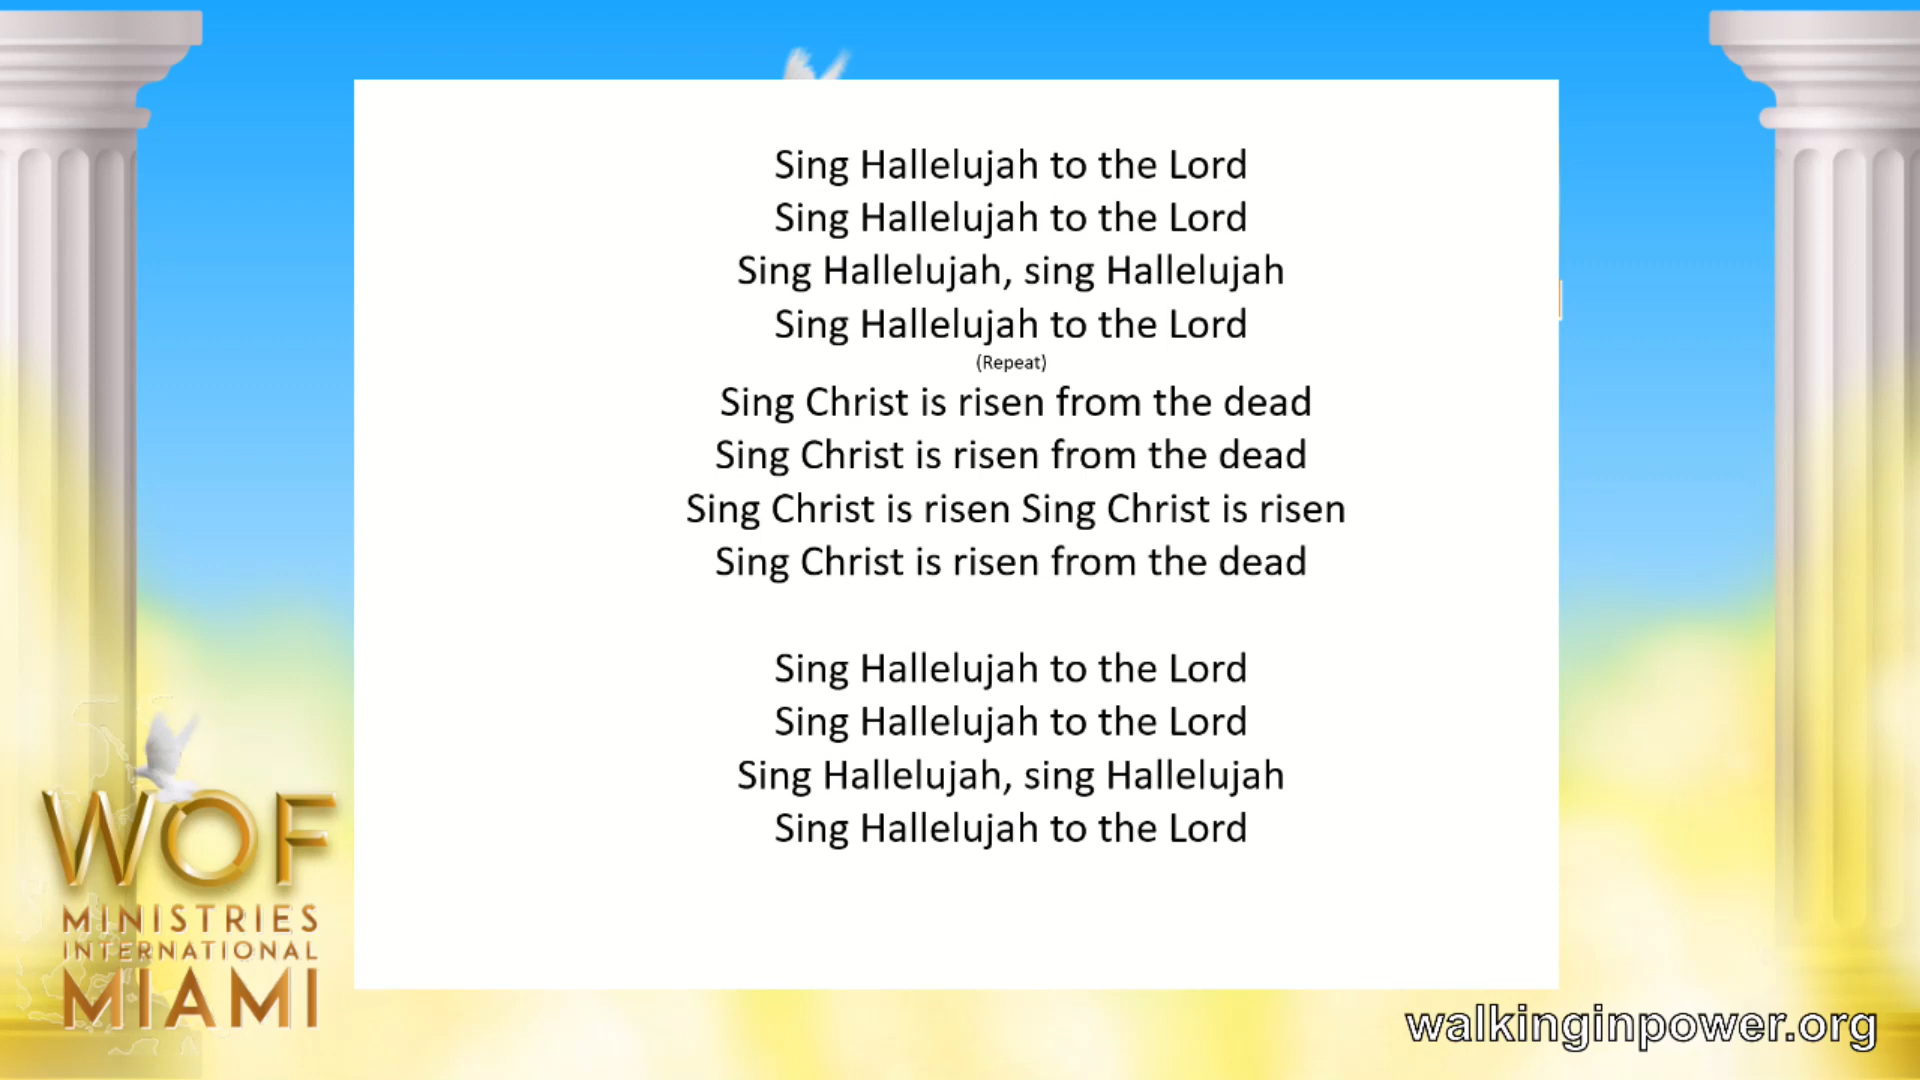 Sing Hallelujah to the Lord
Sing Hallelujah to the Lord
Sing Hallelujah, sing Hallelujah
Sing Hallelujah to the Lord
(Repeat)
Sing Christ is risen from the dead
Sing Christ is risen from the dead
Sing Christ is risen Sing Christ is risen
Sing Christ is risen from the dead
Sing Hallelujah to the Lord
Sing Hallelujah to the Lord
Sing Hallelujah, sing Hallelujah
Sing Hallelujah to the Lord
WOF
MINISTRIES
INTERNATIONAL
MIAMI
walkinginpower.org